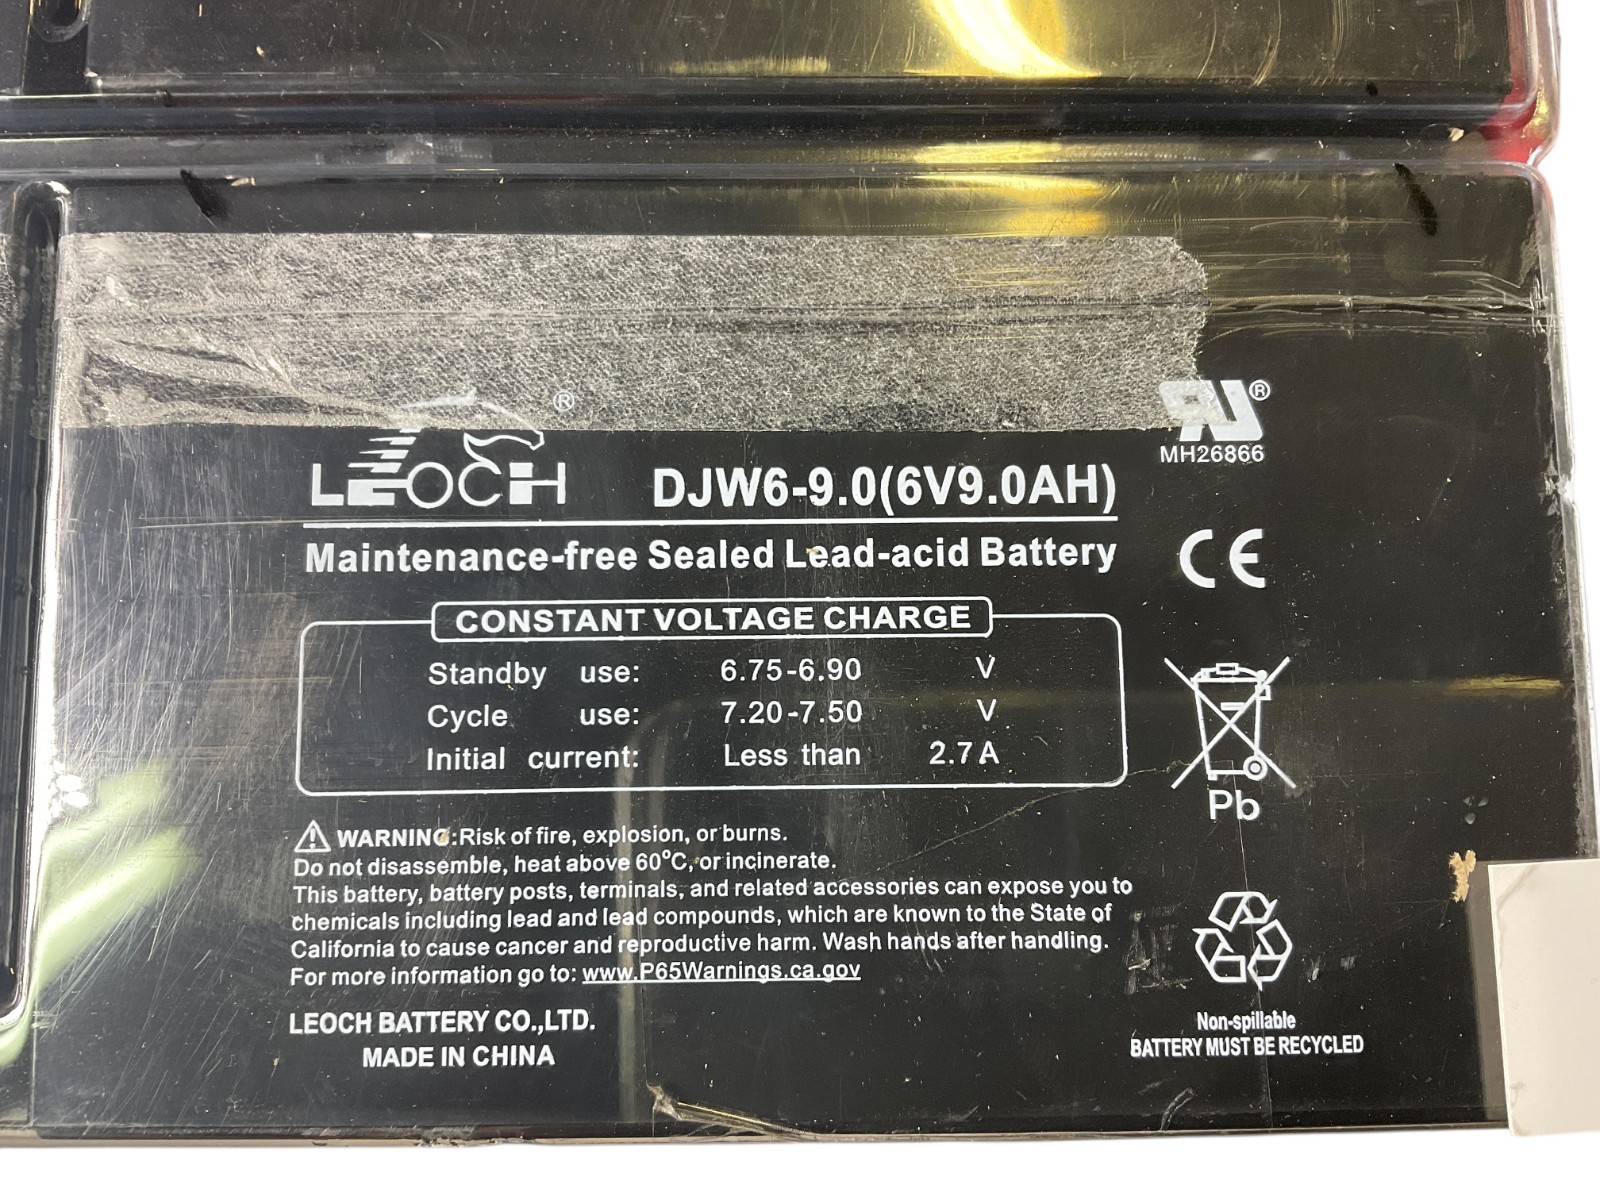 ®
LEOCH DJW6-9.0(6V9.0AH)
Maintenance-free Sealed Lead-acid Battery
CONSTANT VOLTAGE CHARGE
Standby use: 6.75-6.90 V
Cycle use: 7.20-7.50 V
Initial current: Less than 2.7A
WARNING:Risk of fire, explosion, or burns.
Do not disassemble, heat above 60°C, or incinerate.
This battery, battery posts, terminals, and related accessories can expose you to
chemicals including lead and lead compounds, which are known to the State of
California to cause cancer and reproductive harm. Wash hands after handling.
For more information go to: www.P65Warnings.ca.gov
LEOCH BATTERY CO.,LTD.
MADE IN CHINA
RU®
MH26866
CE
Pb
Non-spillable
BATTERY MUST BE RECYCLED